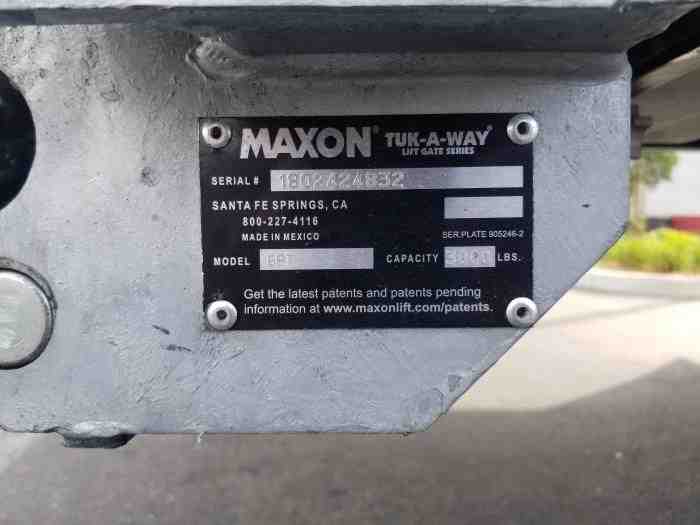 MAXON® TUK-A-WAY®
LIFT GATE SERIES
SERIAL # 1802424832
SANTA FE SPRINGS, CA
800-227-4116
MADE IN MEXICO
SER.PLATE 905246-2
MODEL CAPACITY LBS.
Get the latest patents and patents pending
information at www.maxonlift.com/patents.